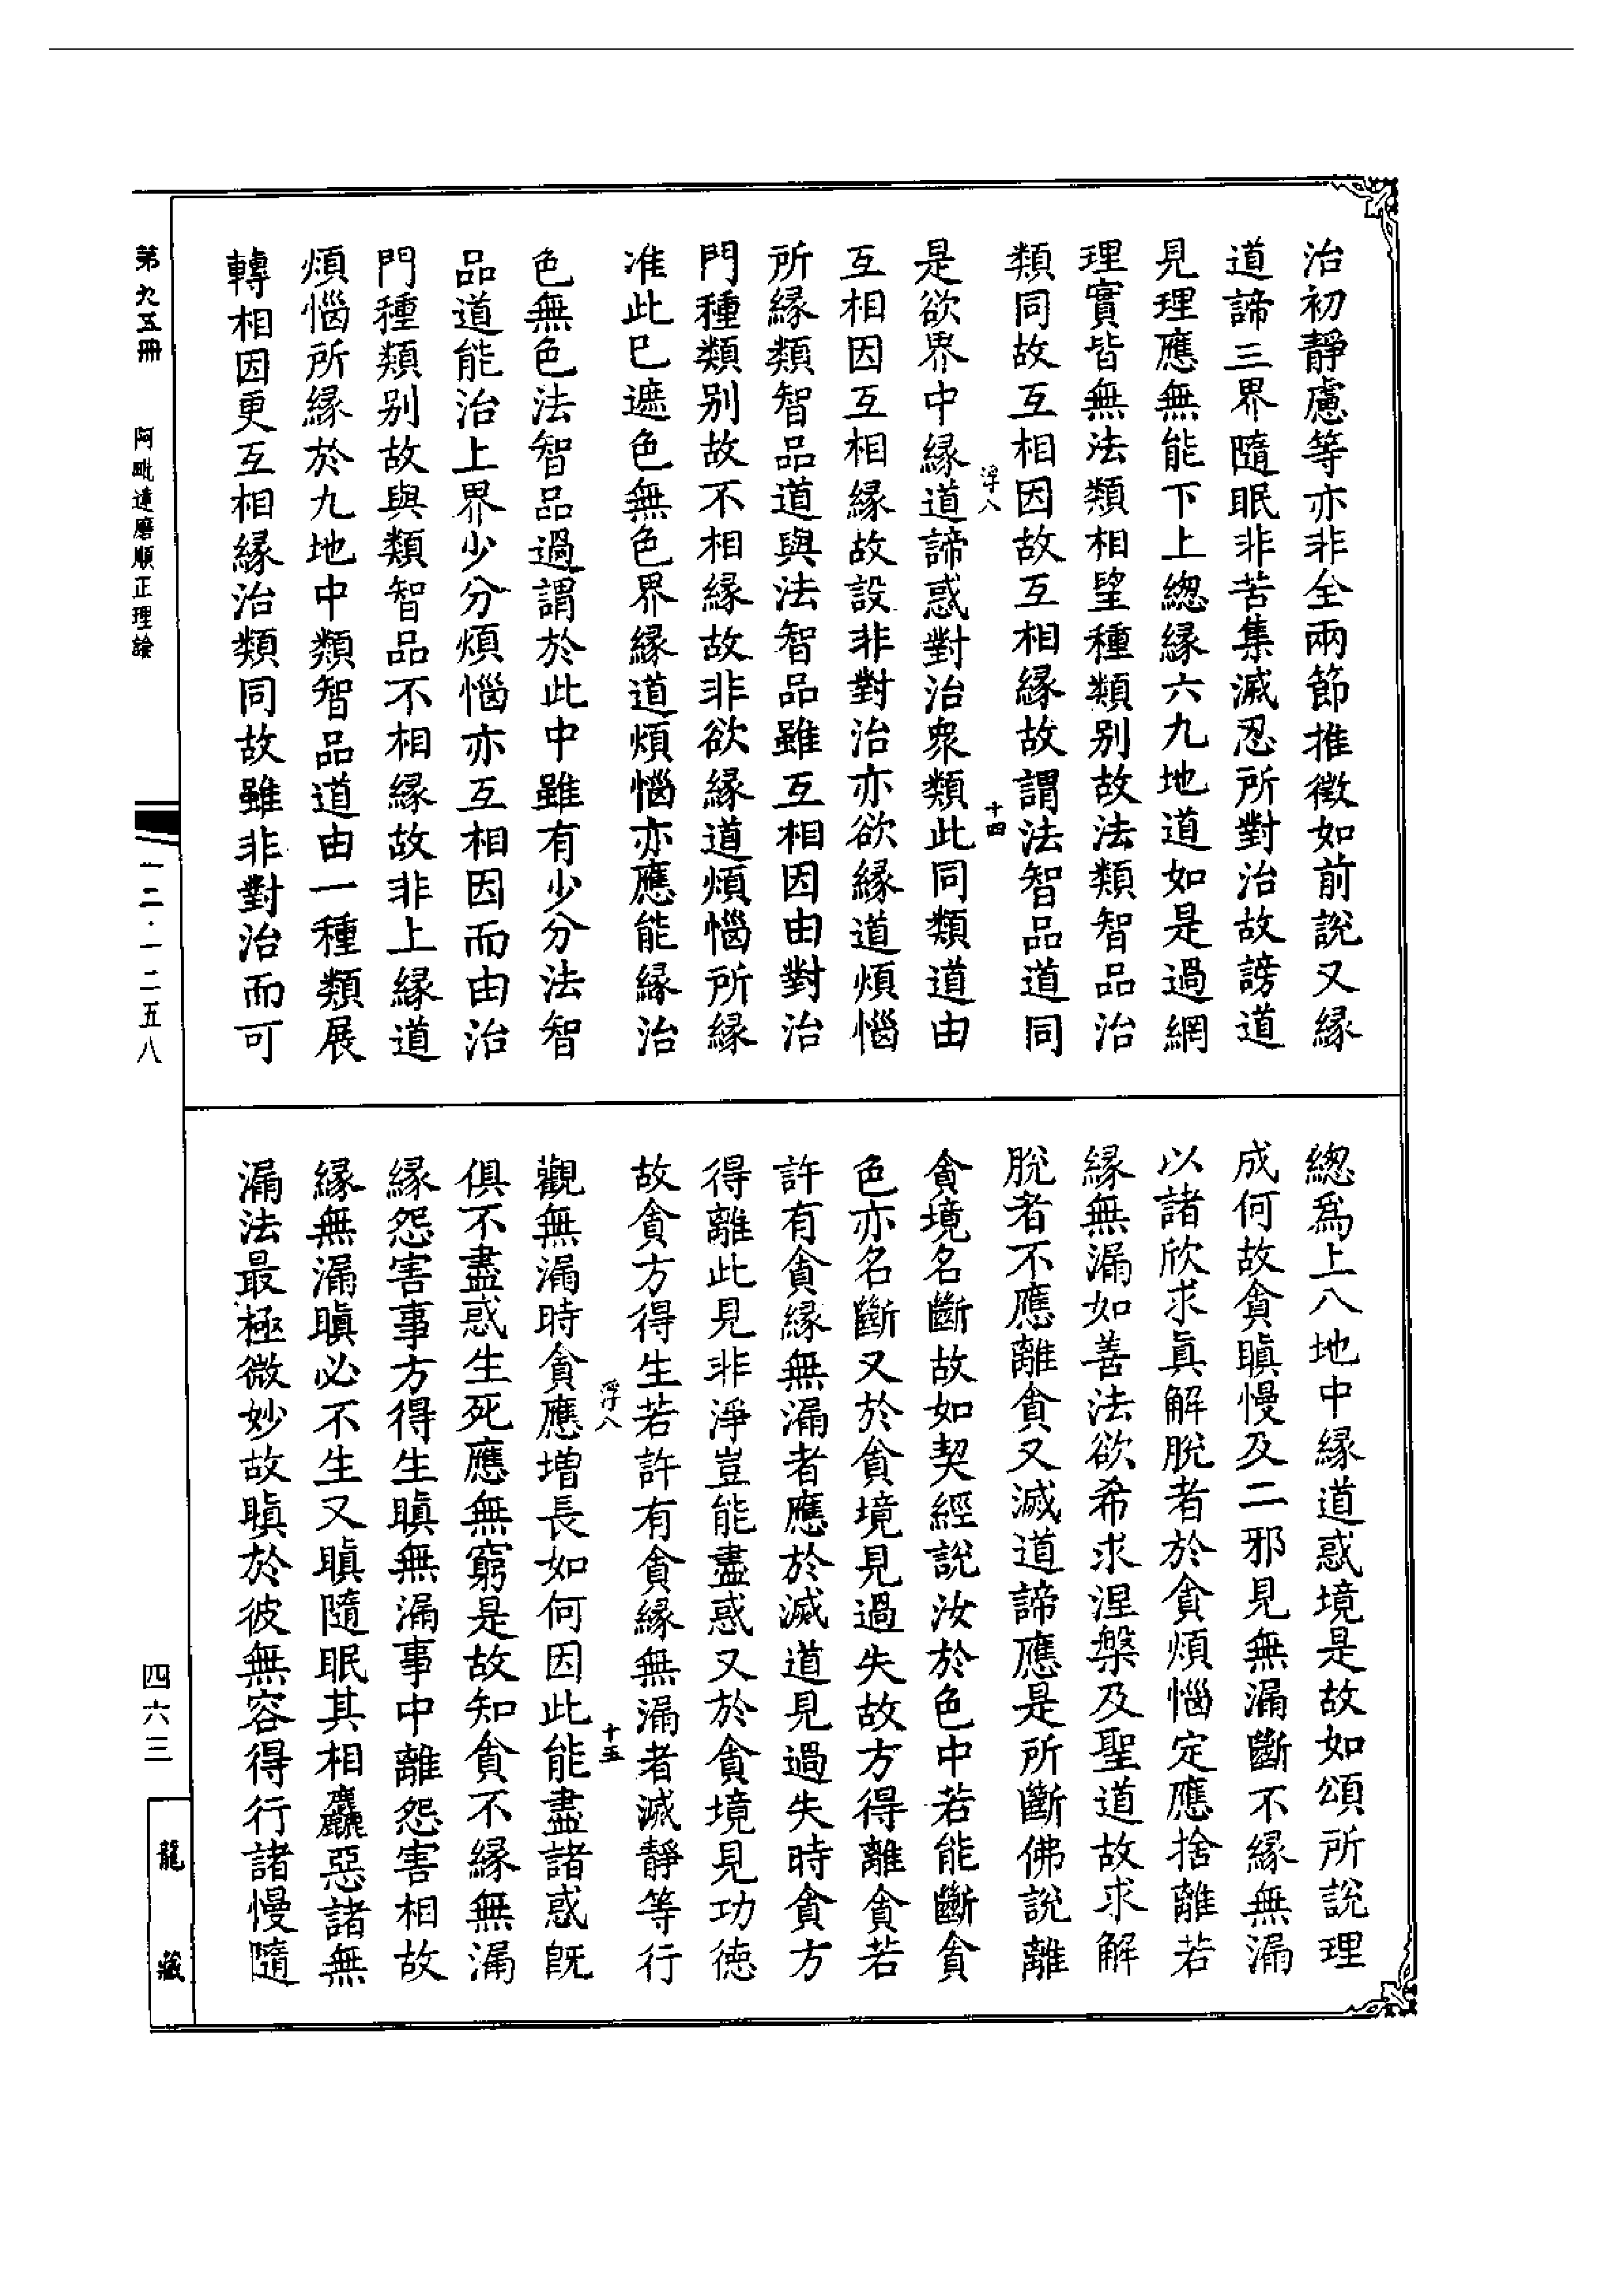 治初靜慮等亦非全兩節推徵如前說又緣
道諦三界隨眠非苦集滅忍所對治故謗道
見理應無能下上總緣六九地道如是過網
理實皆無法類相望種類別故法類智品治
類同故互相因故互相緣故謂法智品道同
浮八
十四
是欲界中緣道諦惑對治衆類此同類道由
互相因互相緣故設非對治亦欲緣道煩惱
所緣類智品道與法智品雖互相因由對治
門種類別故不相緣故非欲緣道煩惱所緣
准此已遮色無色界緣道煩惱亦應能緣治
色無色法智品過謂於此中雖有少分法智
品道能治上界少分煩惱亦互相因而由治
門種類別故與類智品不相緣故非上緣道
煩惱所緣於九地中類智品道由一種類展
轉相因更互相緣治類同故雖非對治而可
總爲上八地中緣道惑境是故如頌所說理
成何故貪瞋慢及二邪見無漏斷不緣無漏
以諸欣求真解脫者於貪煩惱定應捨離若
緣無漏如善法欲希求涅槃及聖道故求解
脫者不應離貪又滅道諦應是所斷佛說離
貪境名斷故如契經說汝於色中若能斷貪
色亦名斷又於貪境見過失故方得離貪若
許有貪緣無漏者應於滅道見過失時貪方
得離此見非淨豈能盡惑又於貪境見功德
故貪方得生若許有貪緣無漏者滅靜等行
浮八
十五
觀無漏時貪應增長如何因此能盡諸惑旣
俱不盡惑生死應無窮是故知貪不緣無漏
緣怨害事方得生瞋無漏事中離怨害相故
緣無漏瞋必不生又瞋隨眠其相麤惡諸無
漏法最極微妙故瞋於彼無容得行諸慢隨
第九五冊
阿毗達磨順正理論
一二·一二五八
四六三
龍藏